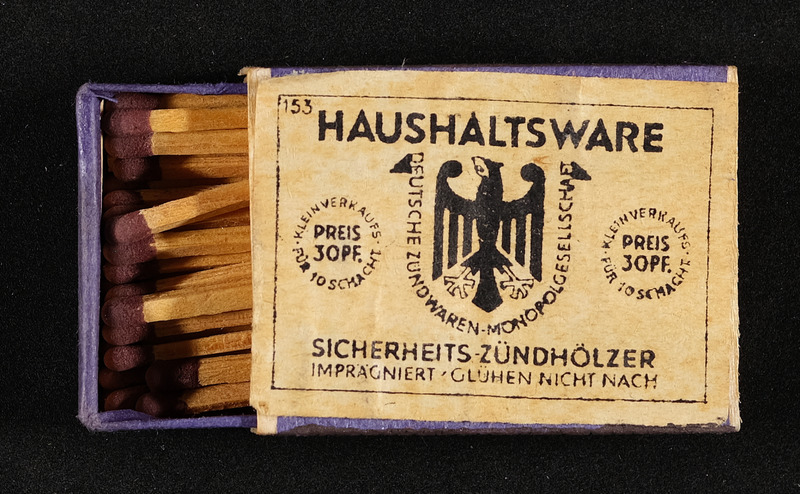 153
HAUSHALTSWARE
DEUTSCHE ZÜNDWAREN-MONOPOLGESELLSCHAFT
· KLEINVERKAUFS ·
PREIS
30PF.
FÜR 10 SCHACHT.
· KLEINVERKAUFS ·
PREIS
30PF.
FÜR 10 SCHACHT.
SICHERHEITS-ZÜNDHÖLZER
IMPRÄGNIERT · GLÜHEN NICHT NACH